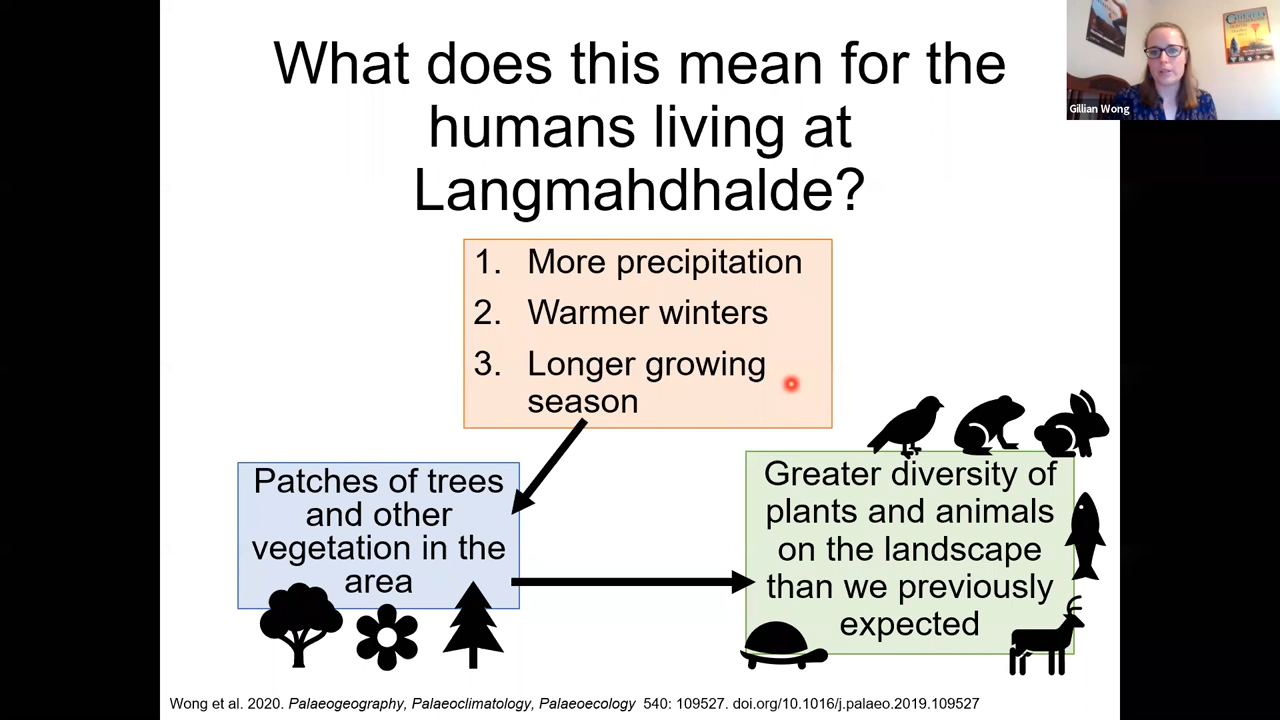 What does this mean for the
humans living at
Langmahdhalde?
Gillian Wong
1. More precipitation
2. Warmer winters
3. Longer growing
season
Patches of trees
and other
vegetation in the
area
Greater diversity of
plants and animals
on the landscape
than we previously
expected
Wong et al. 2020. Palaeogeography, Palaeoclimatology, Palaeoecology 540: 109527. doi.org/10.1016/j.palaeo.2019.109527